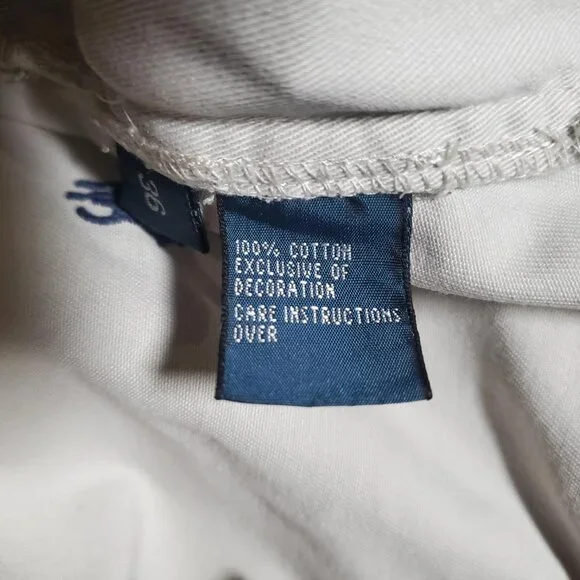 36
100% COTTON
EXCLUSIVE OF
DECORATION
CARE INSTRUCTIONS
OVER